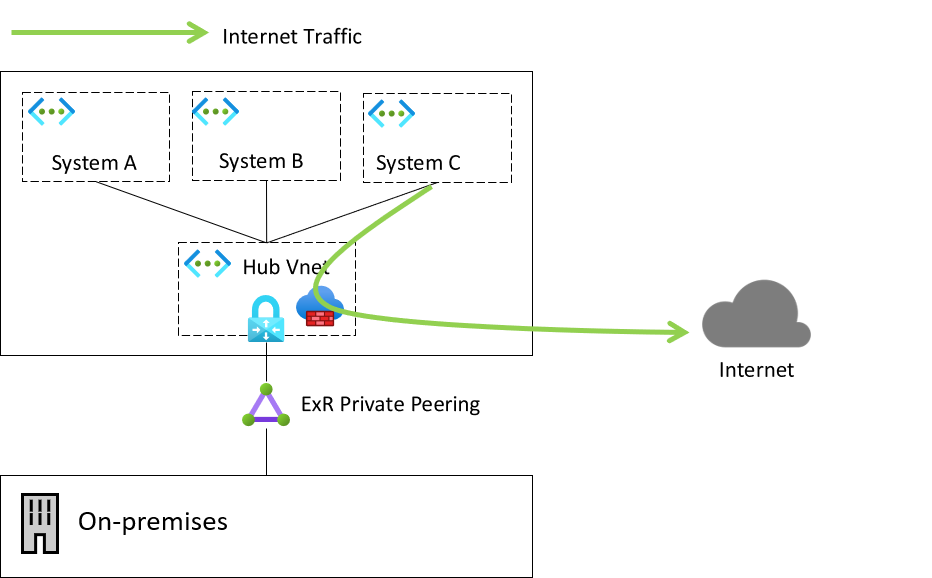 Internet Traffic
System A
System B
System C
Hub Vnet
Internet
ExR Private Peering
On-premises